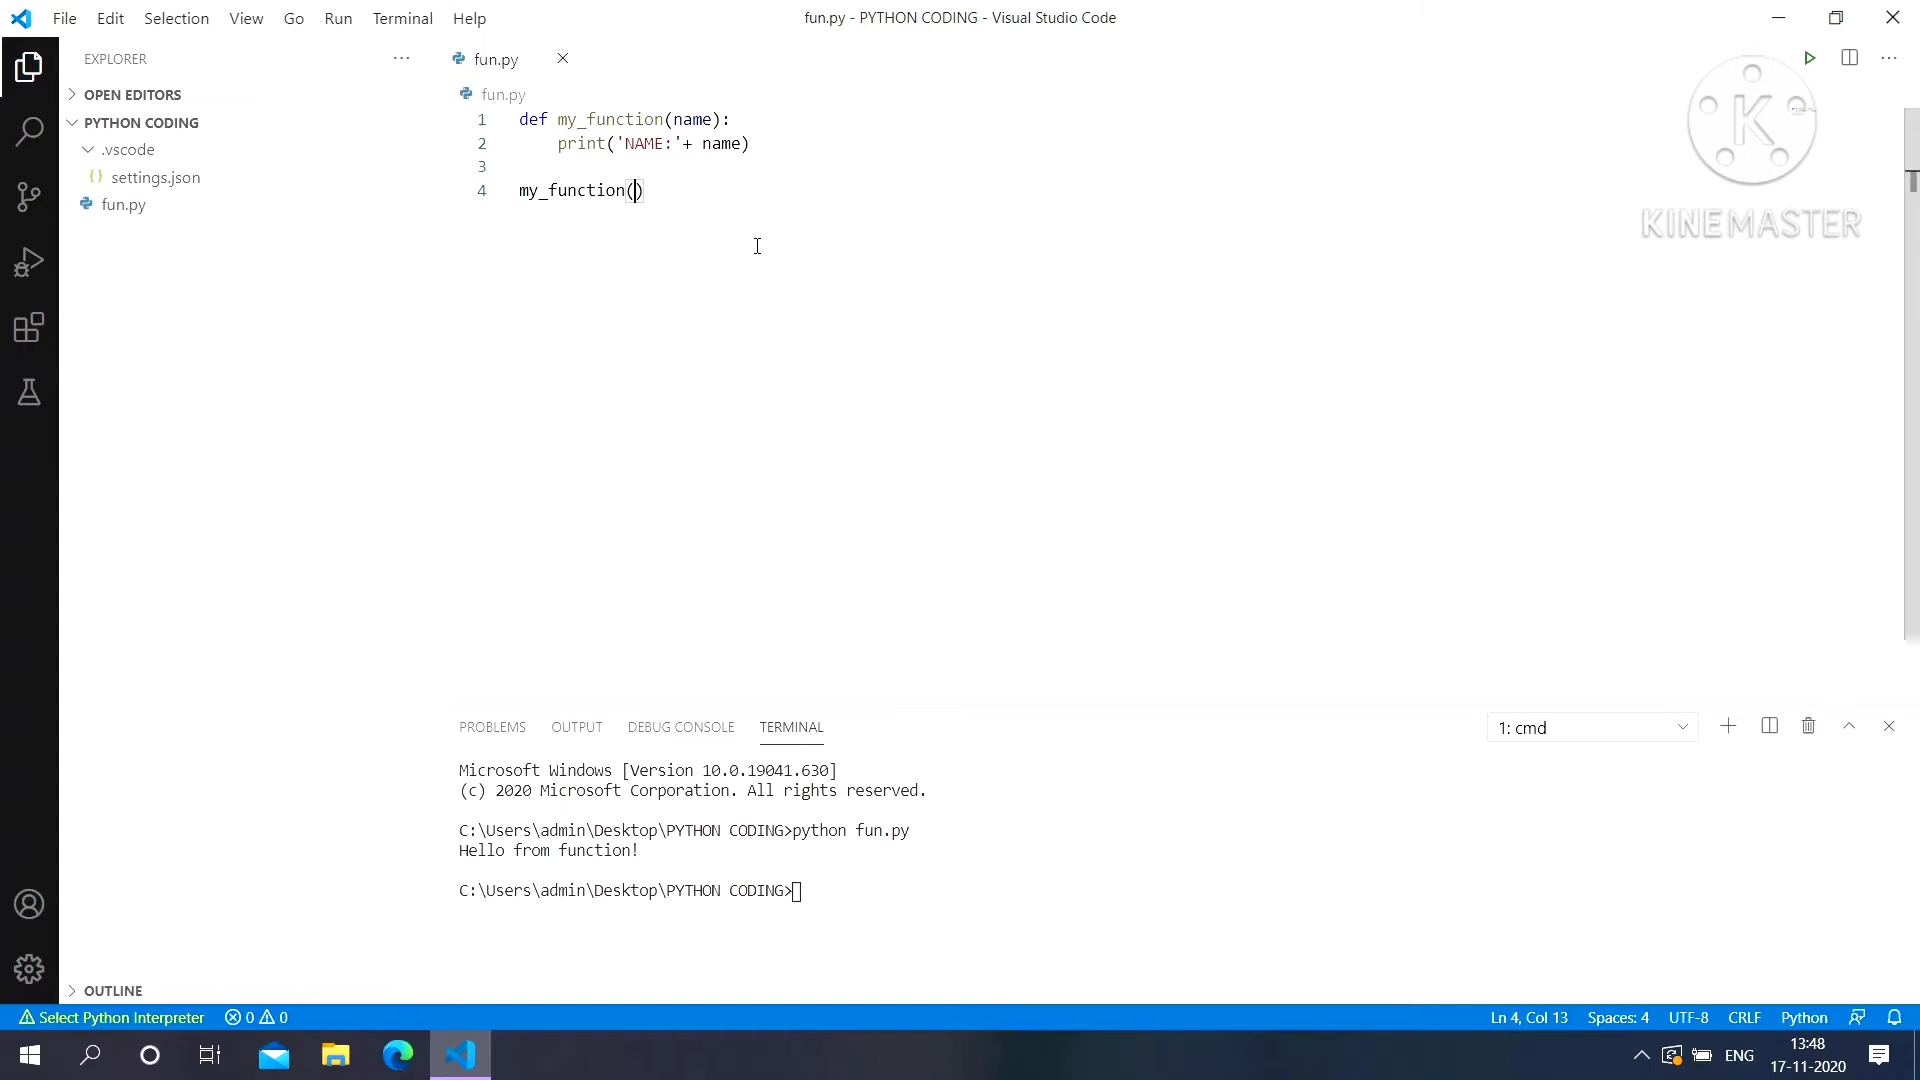 File Edit Selection View Go Run Terminal Help
fun.py - PYTHON CODING - Visual Studio Code
EXPLORER
OPEN EDITORS
PYTHON CODING
.vscode
{} settings.json
fun.py
fun.py
fun.py
1 def my_function(name):
2 print('NAME:'+ name)
3
4 my_function()
K
KINEMASTER
PROBLEMS OUTPUT DEBUG CONSOLE TERMINAL
1: cmd
Microsoft Windows [Version 10.0.19041.630]
(c) 2020 Microsoft Corporation. All rights reserved.
C:\Users\admin\Desktop\PYTHON CODING>python fun.py
Hello from function!
C:\Users\admin\Desktop\PYTHON CODING>
OUTLINE
Select Python Interpreter 0 0
Ln 4, Col 13 Spaces: 4 UTF-8 CRLF Python
ENG
13:48
17-11-2020